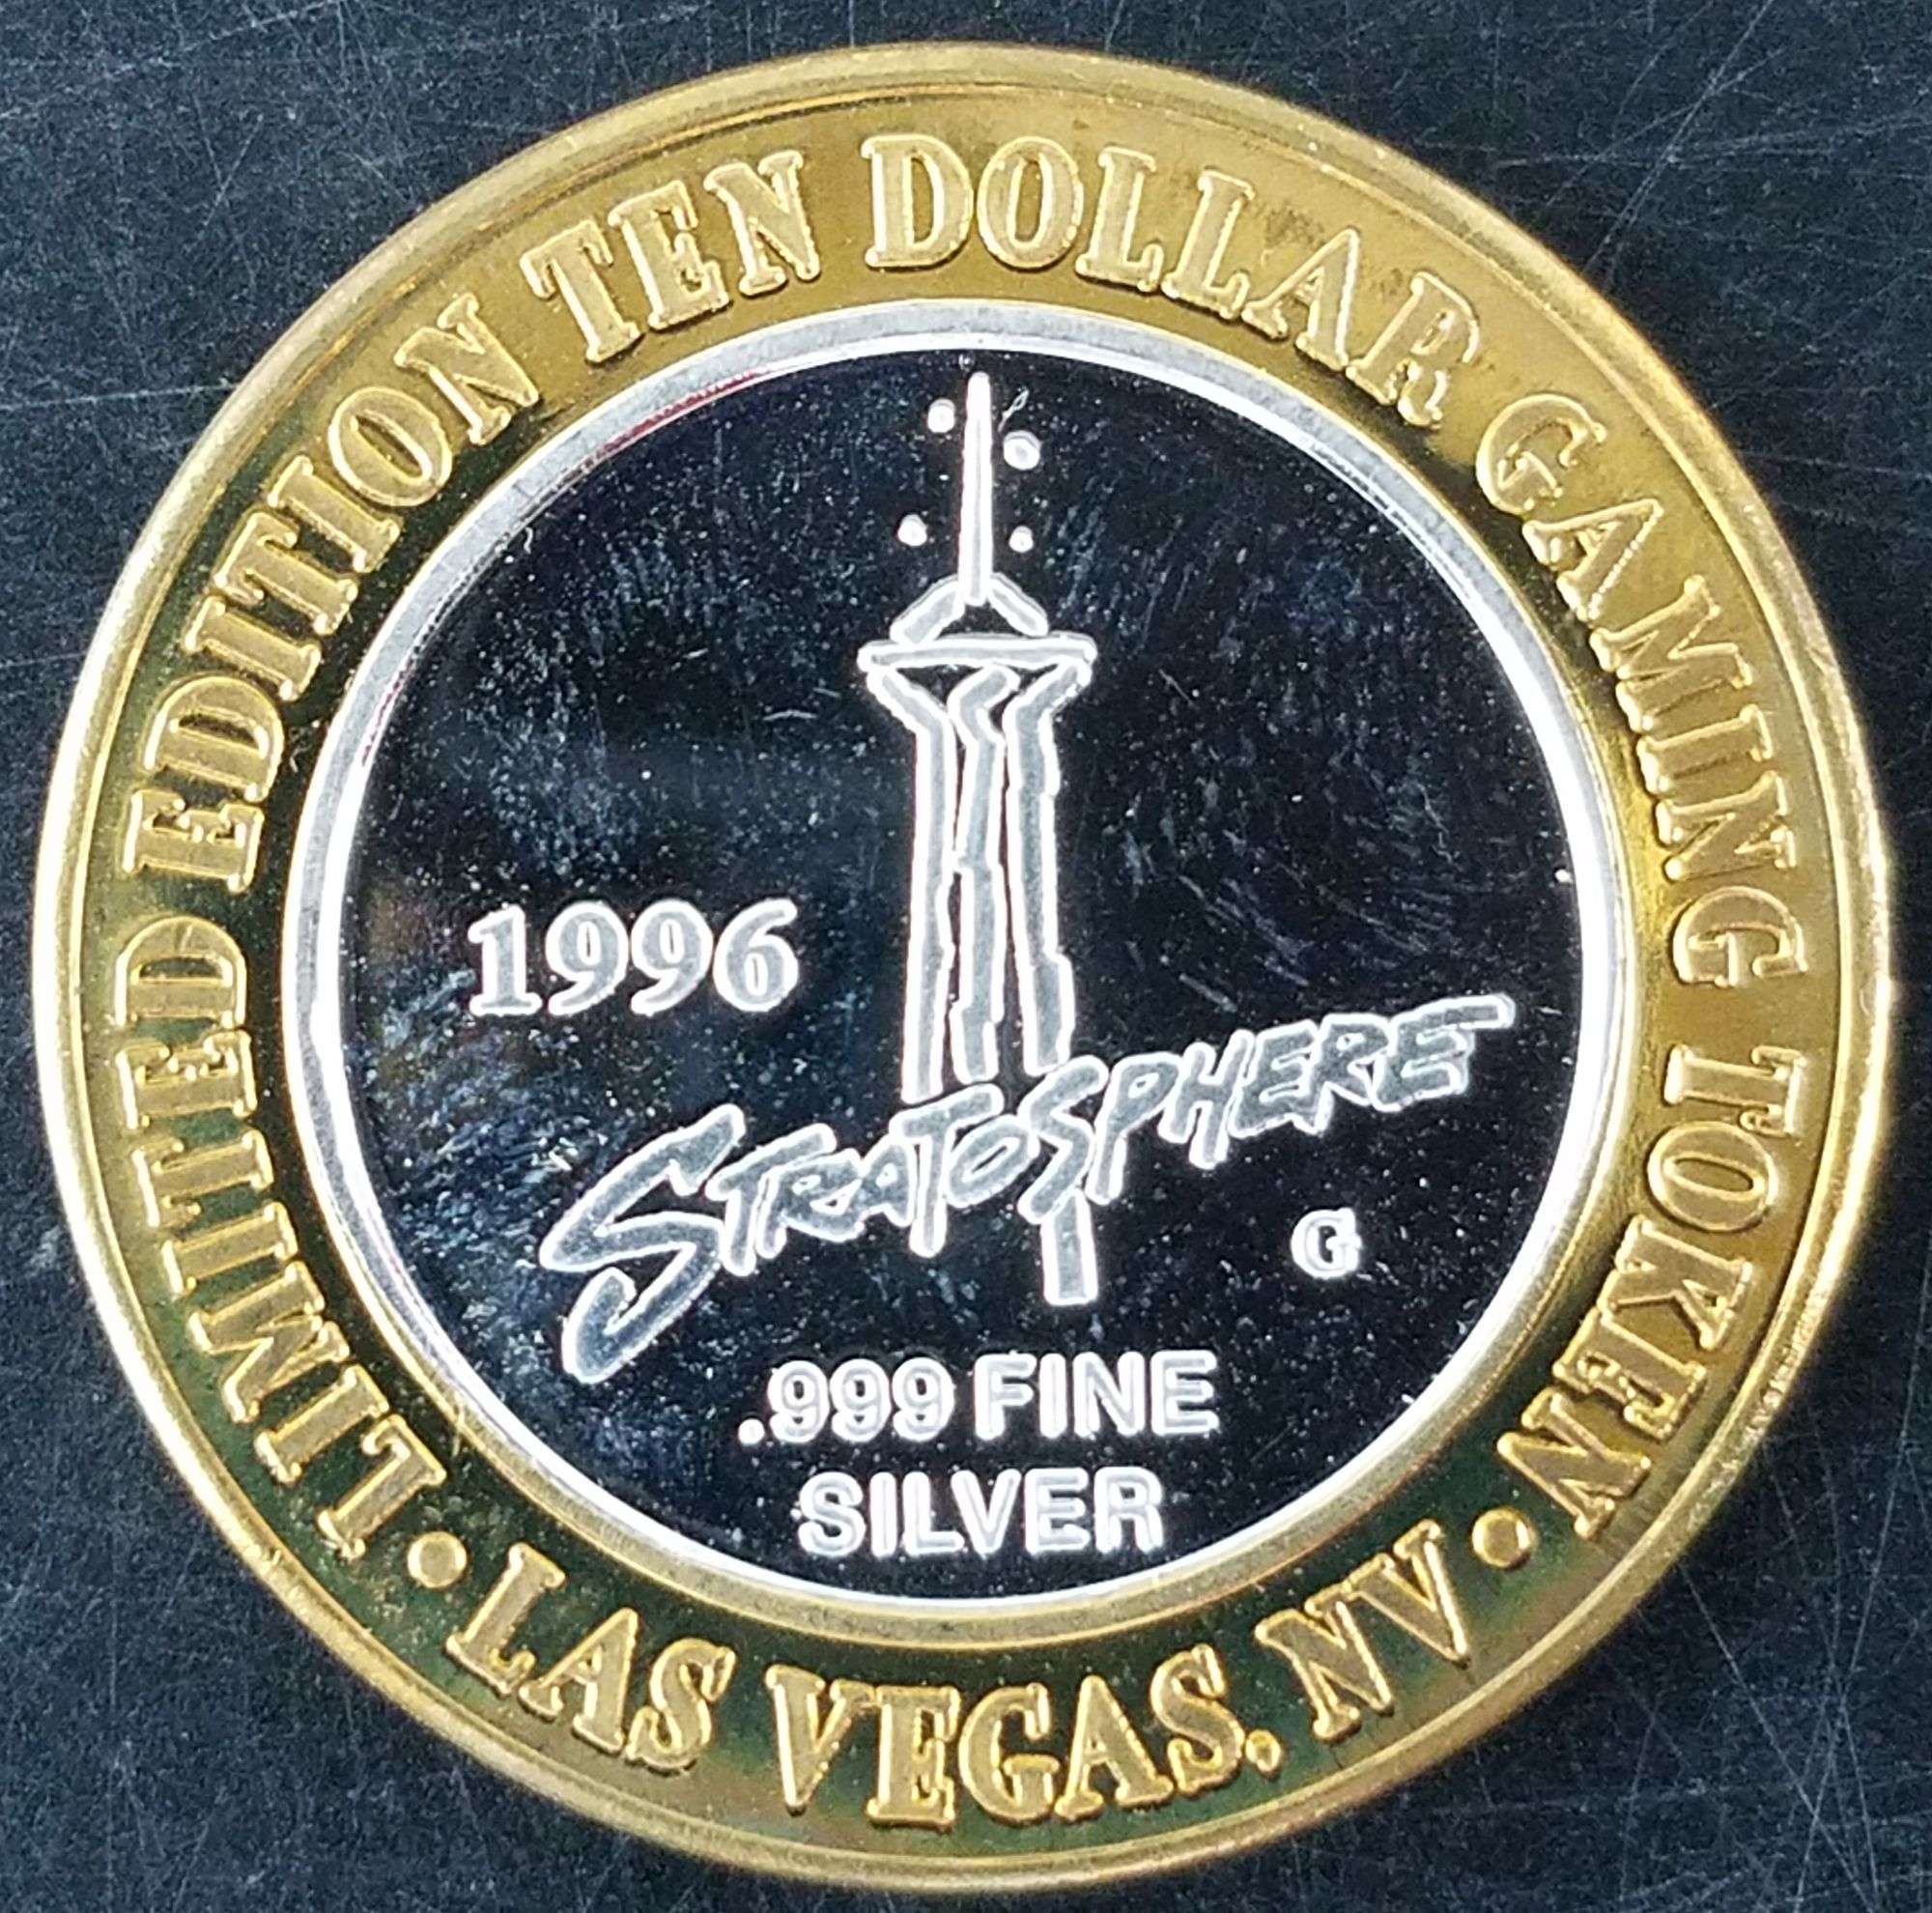 LIMITED EDITION TEN DOLLAR GAMING TOKEN
1996
STRATOSPHERE
G
.999 FINE
SILVER
• LAS VEGAS, NV •